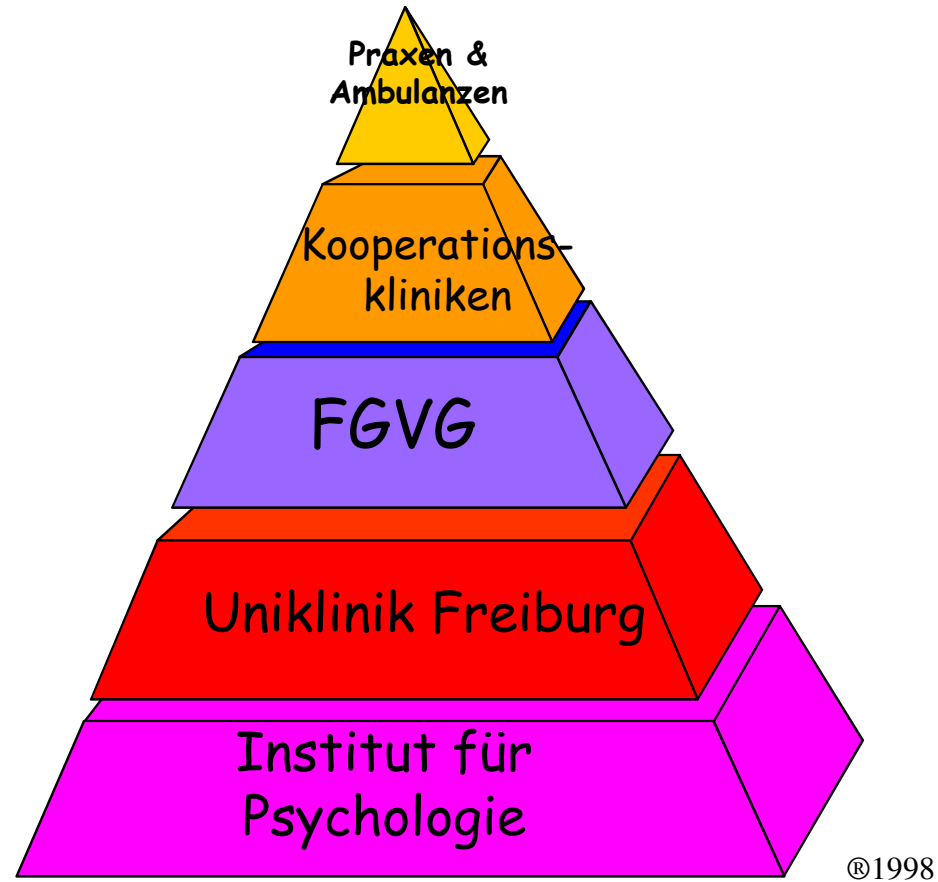 Praxen &
Ambulanzen
Kooperations-
kliniken
FGVG
Uniklinik Freiburg
Institut für
Psychologie
®1998